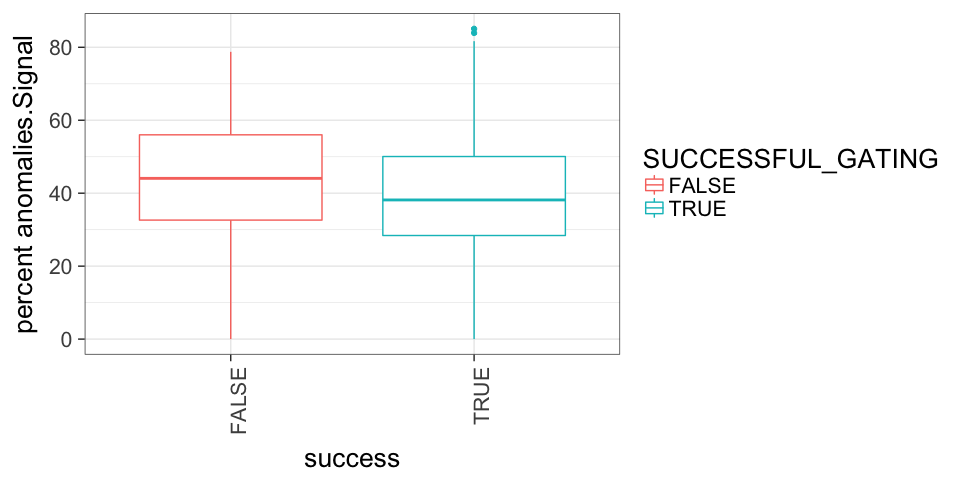 percent anomalies.Signal
80
60
40
20
0
FALSE
TRUE
success
SUCCESSFUL_GATING
FALSE
TRUE